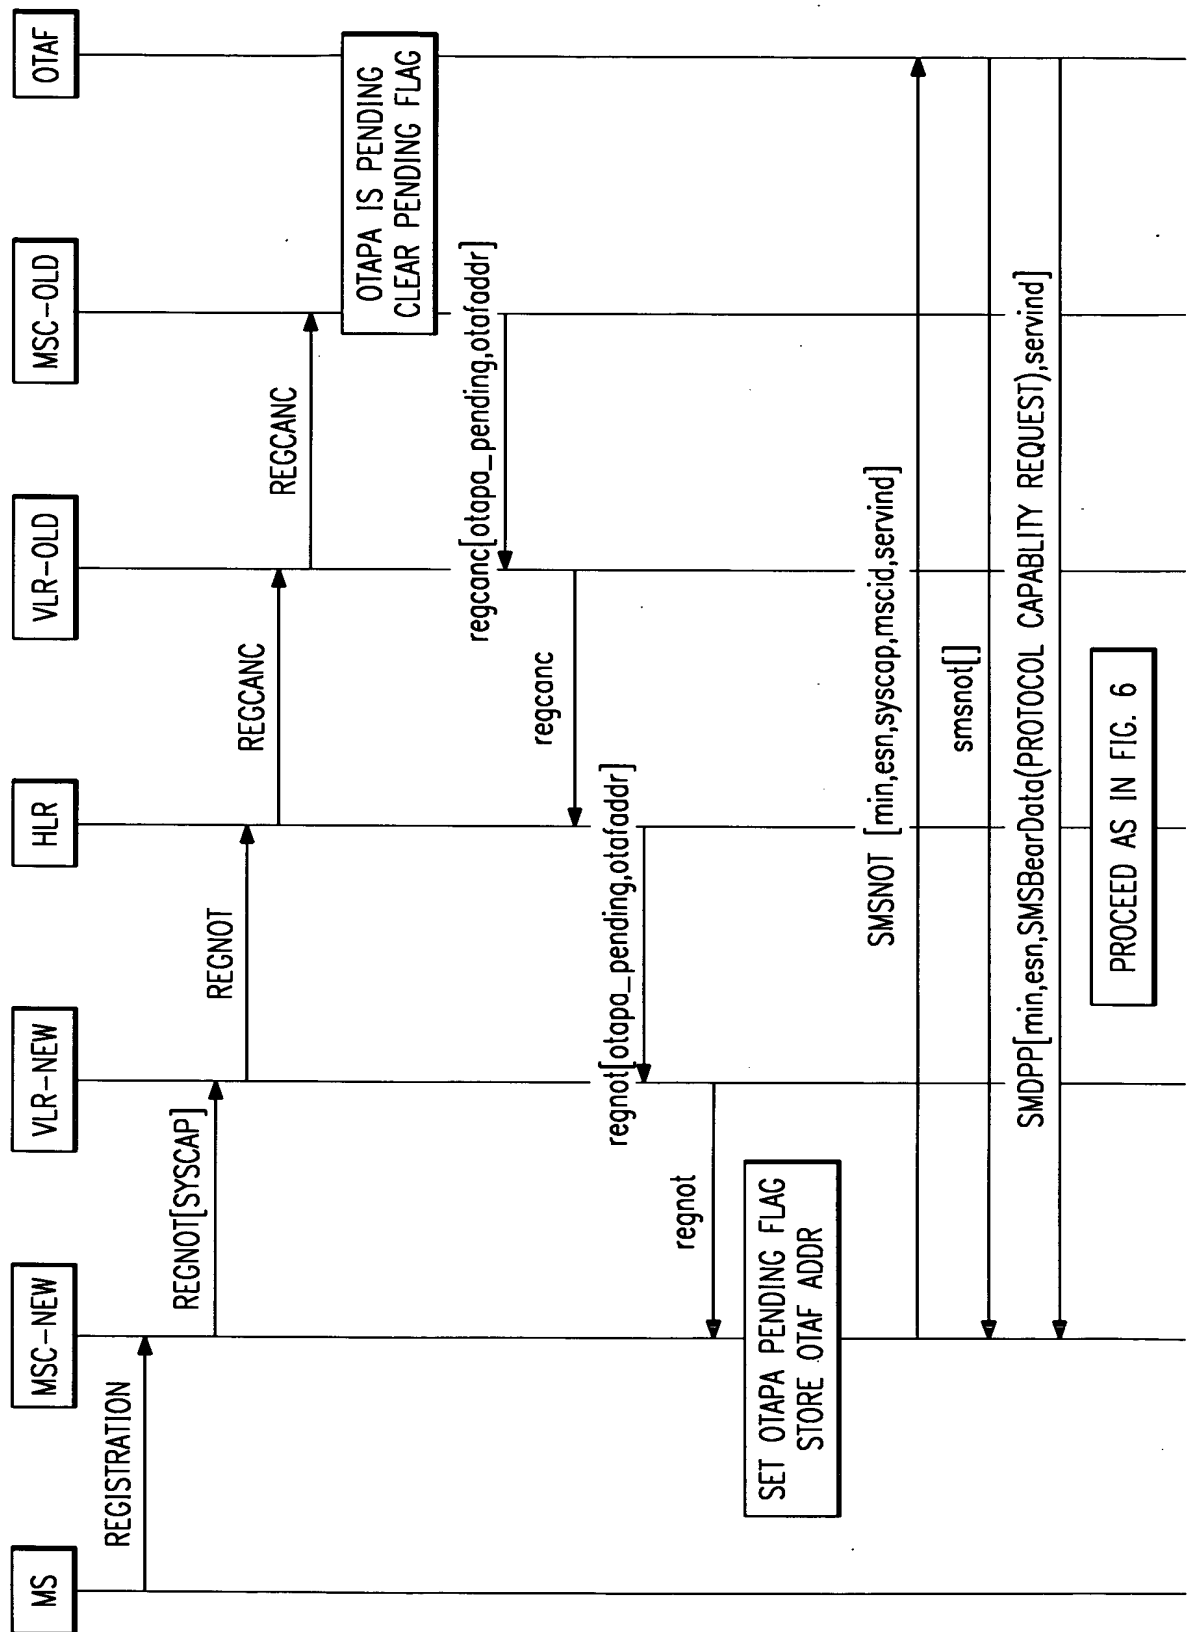 MS
MSC-NEW
VLR-NEW
HLR
VLR-OLD
MSC-OLD
OTAF
REGISTRATION
REGNOT[SYSCAP]
REGNOT
REGCANC
REGCANC
OTAPA IS PENDING
CLEAR PENDING FLAG
regcanc[otapa_pending,otafaddr]
regcanc
regnot[otapa_pending,otafaddr]
regnot
SET OTAPA PENDING FLAG
STORE OTAF ADDR
SMSNOT [min,esn,syscap,mscid,servind]
smsnot[]
SMDPP[min,esn,SMSBearData(PROTOCOL CAPABLITY REQUEST),servind]
PROCEED AS IN FIG. 6